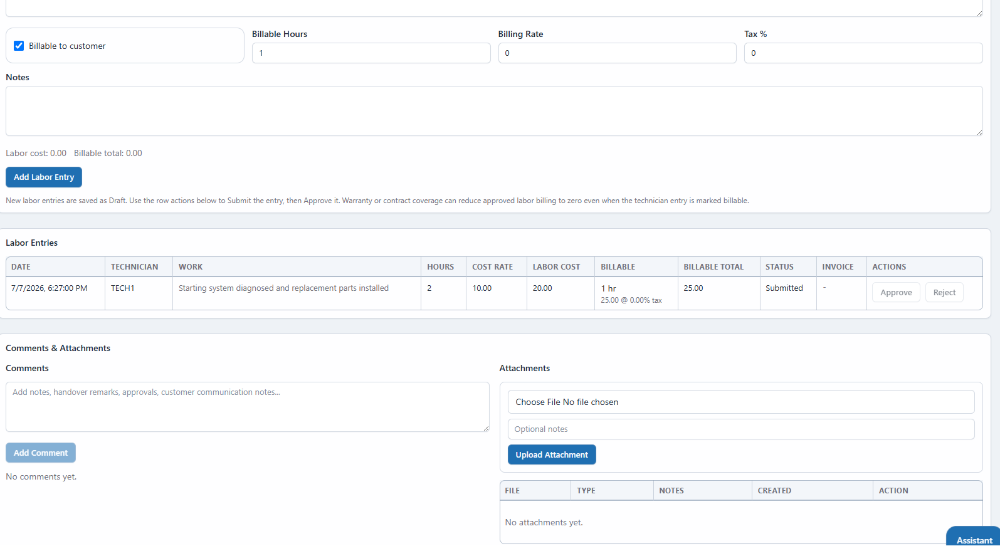 Billable to customer
Billable Hours
1
Billing Rate
0
Tax %
0
Notes
Labor cost: 0.00 Billable total: 0.00
Add Labor Entry
New labor entries are saved as Draft. Use the row actions below to Submit the entry, then Approve it. Warranty or contract coverage can reduce approved labor billing to zero even when the technician entry is marked billable.
Labor Entries
DATE TECHNICIAN WORK HOURS COST RATE LABOR COST BILLABLE BILLABLE TOTAL STATUS INVOICE ACTIONS
7/7/2026, 6:27:00 PM TECH1 Starting system diagnosed and replacement parts installed 2 10.00 20.00 1 hr 25.00 Submitted - Approve Reject
25.00 @ 0.00% tax
Comments & Attachments
Comments
Add notes, handover remarks, approvals, customer communication notes...
Add Comment
No comments yet.
Attachments
Choose File No file chosen
Optional notes
Upload Attachment
FILE TYPE NOTES CREATED ACTION
No attachments yet.
Assistant